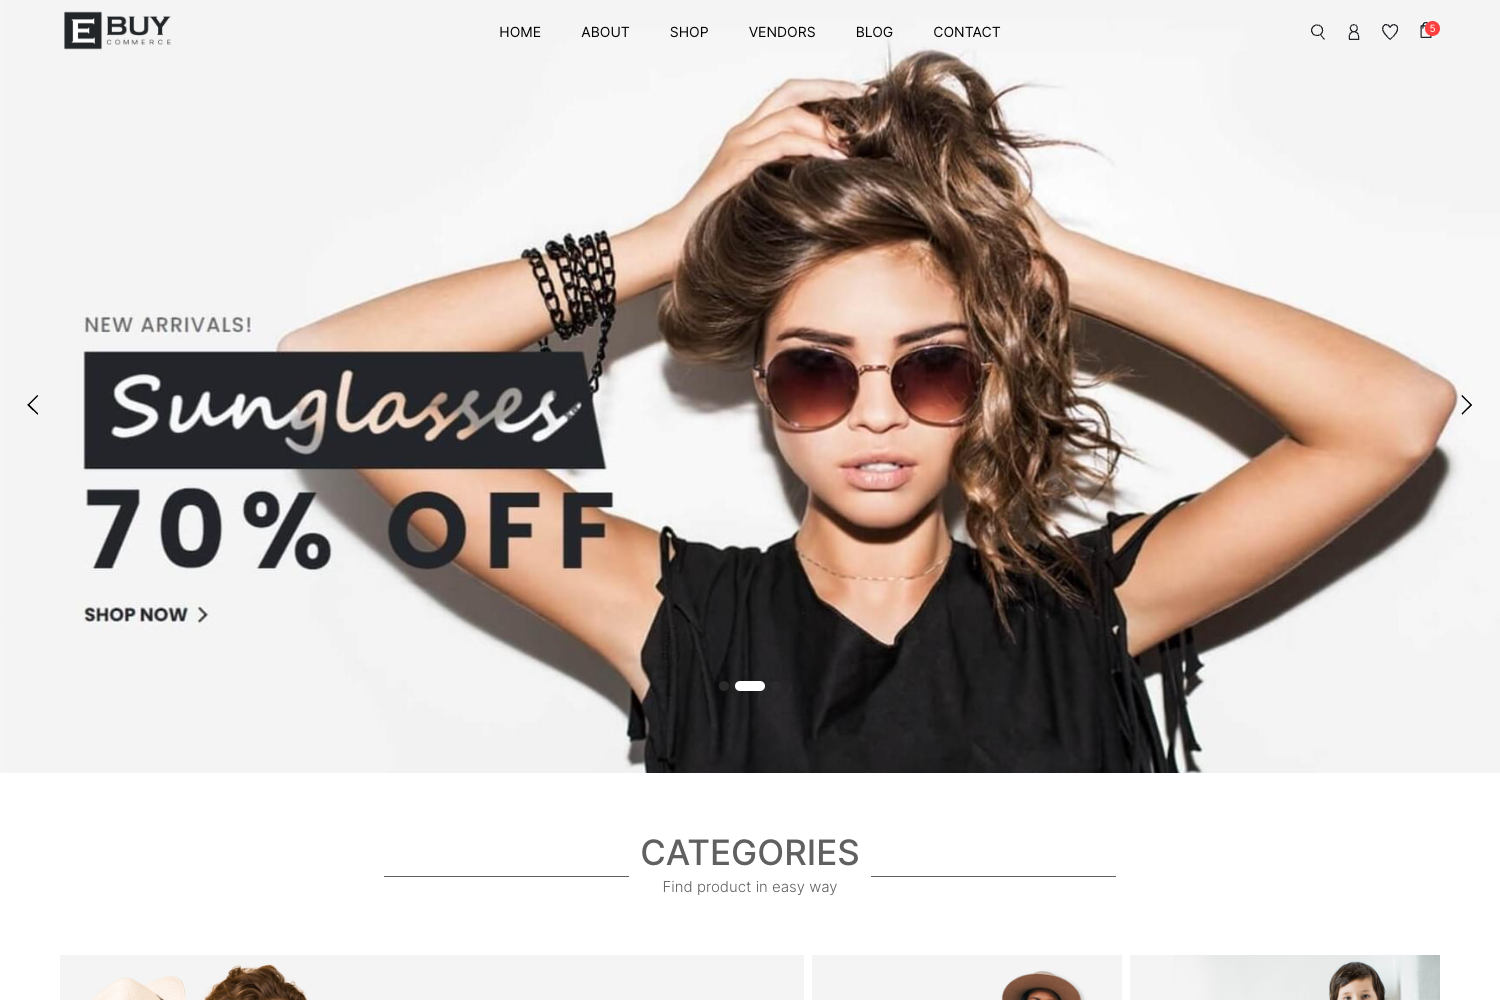 E BUY
COMMERCE
HOME ABOUT SHOP VENDORS BLOG CONTACT
5
NEW ARRIVALS!
Sunglasses
70% OFF
SHOP NOW
CATEGORIES
Find product in easy way